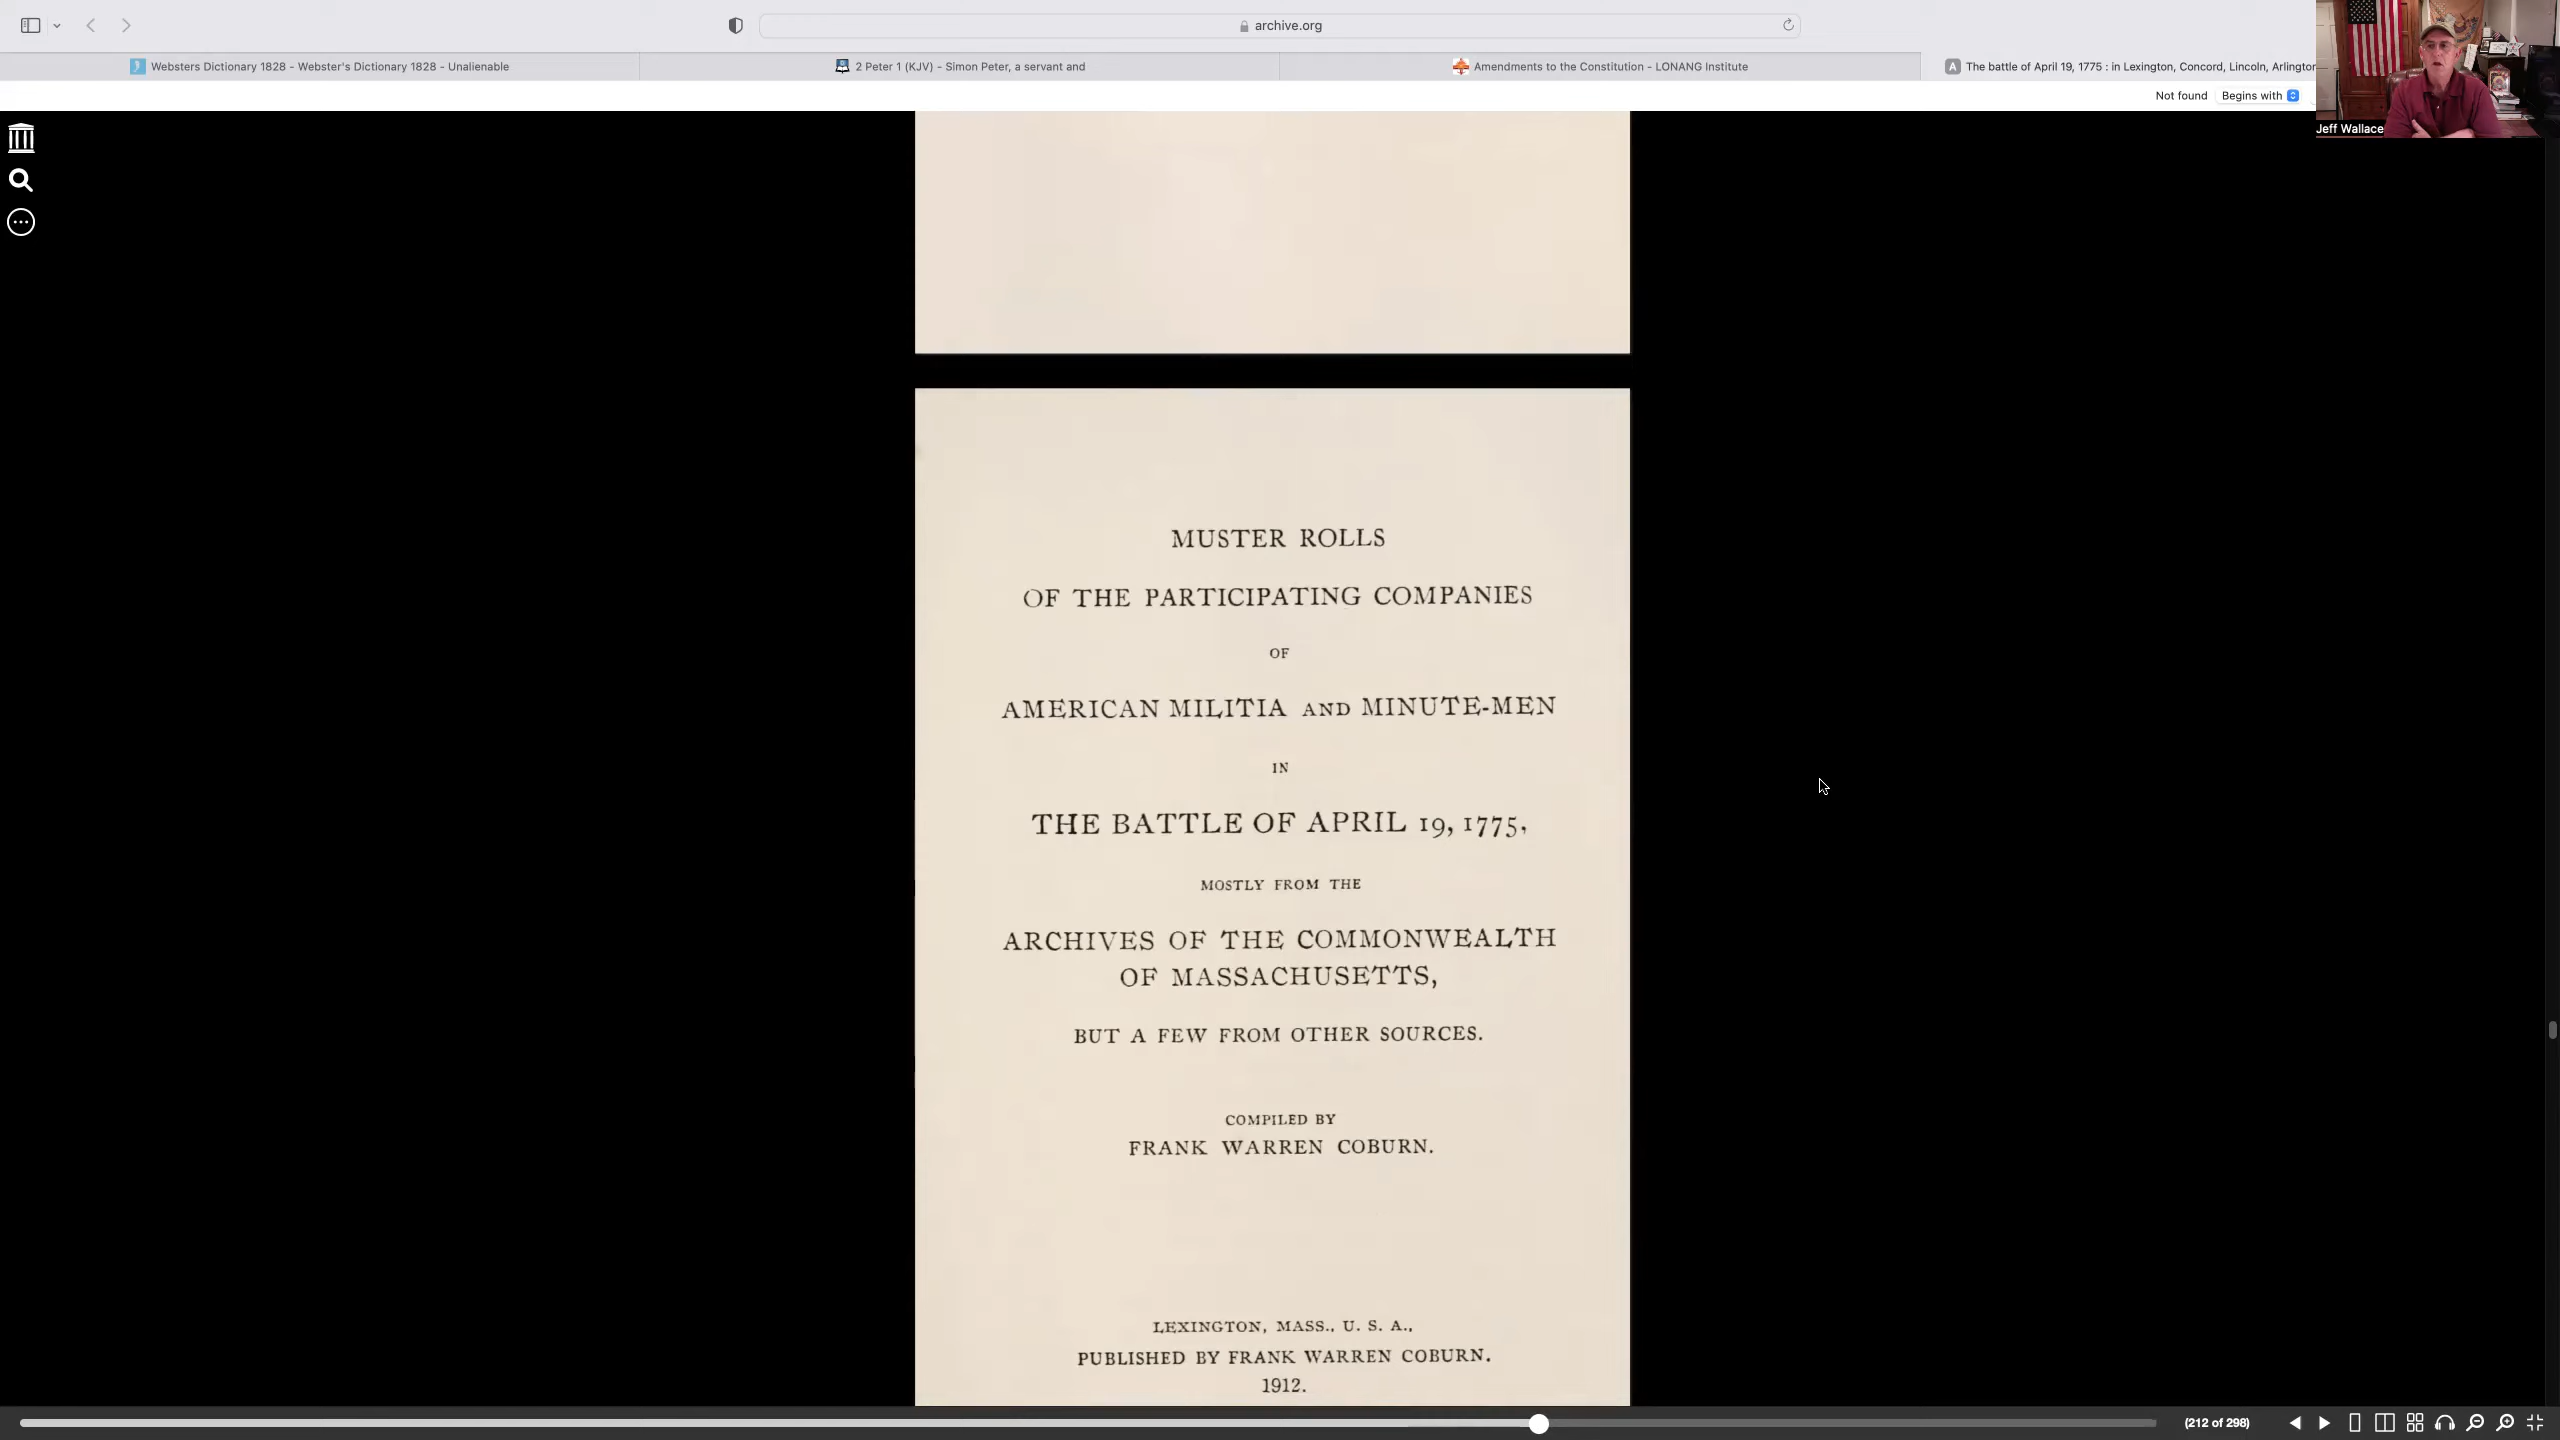 archive.org
Websters Dictionary 1828 - Webster's Dictionary 1828 - Unalienable
2 Peter 1 (KJV) - Simon Peter, a servant and
Amendments to the Constitution - LONANG Institute
The battle of April 19, 1775 : in Lexington, Concord, Lincoln, Arlington
Not found
Begins with
Jeff Wallace
MUSTER ROLLS
OF THE PARTICIPATING COMPANIES
OF
AMERICAN MILITIA AND MINUTE-MEN
IN
THE BATTLE OF APRIL 19, 1775,
MOSTLY FROM THE
ARCHIVES OF THE COMMONWEALTH
OF MASSACHUSETTS,
BUT A FEW FROM OTHER SOURCES.
COMPILED BY
FRANK WARREN COBURN.
LEXINGTON, MASS., U. S. A.,
PUBLISHED BY FRANK WARREN COBURN.
1912.
(212 of 298)